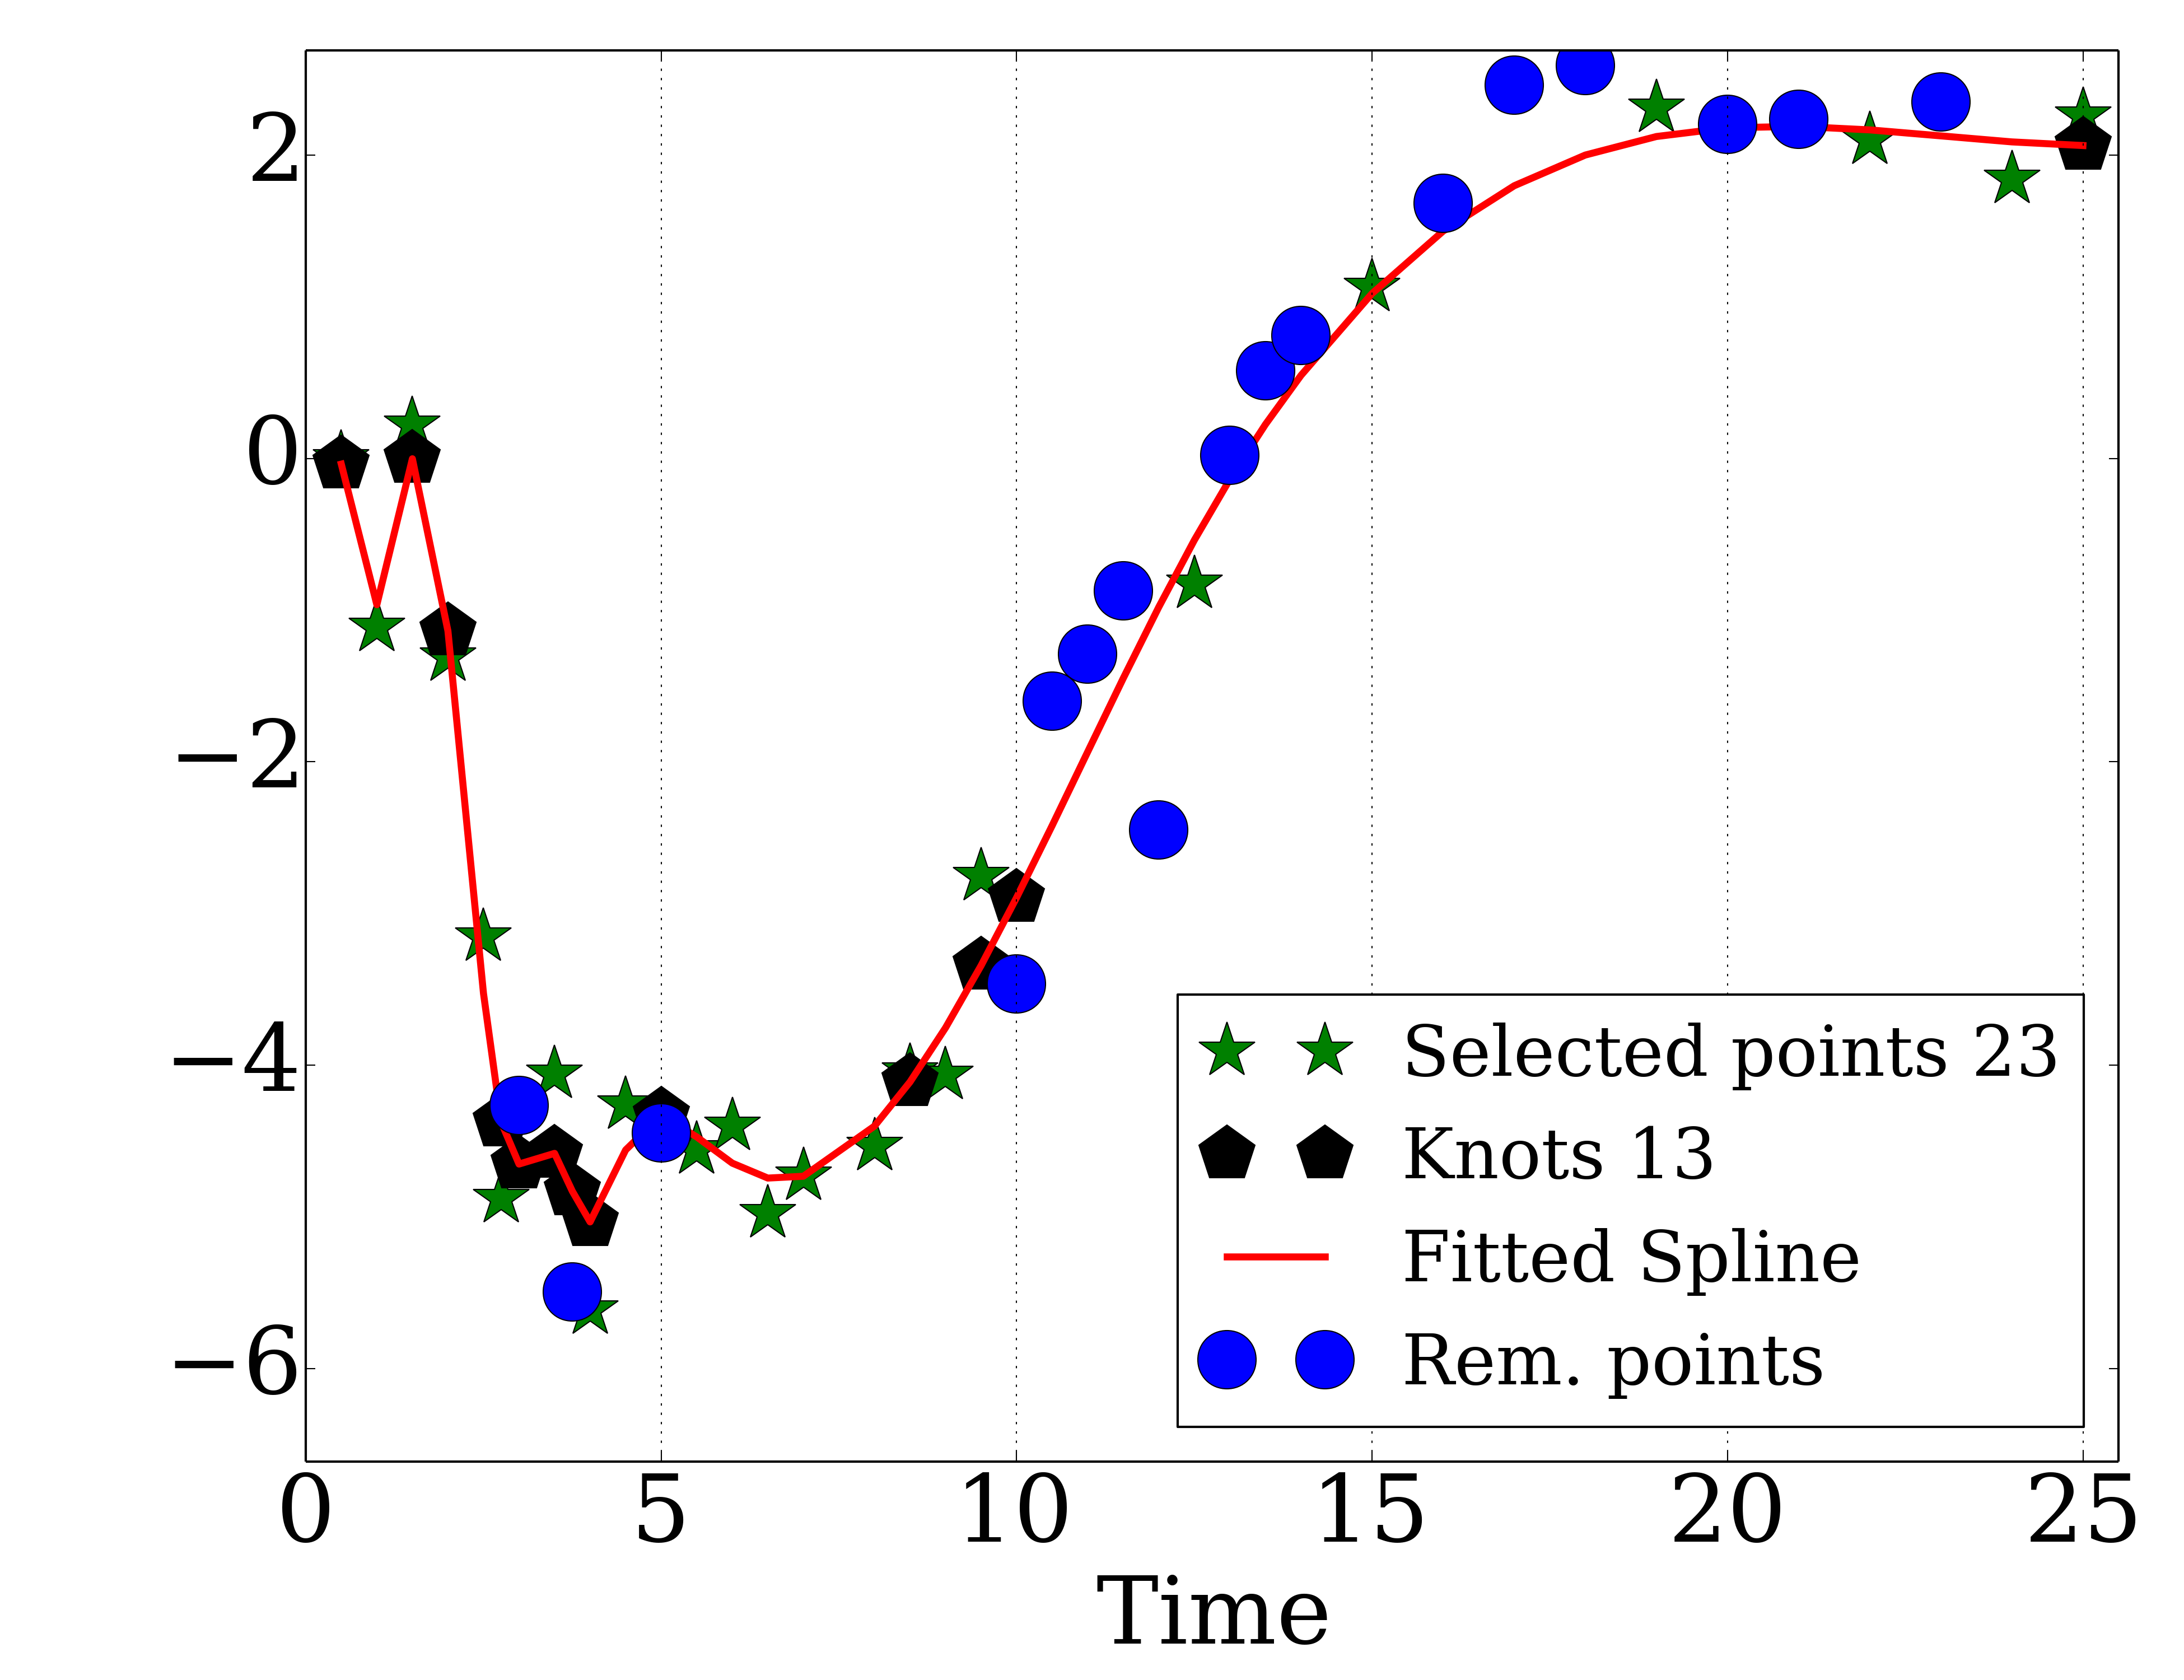 2
0
−2
−4
−6
0 5 10 15 20 25
Time
Selected points 23
Knots 13
Fitted Spline
Rem. points